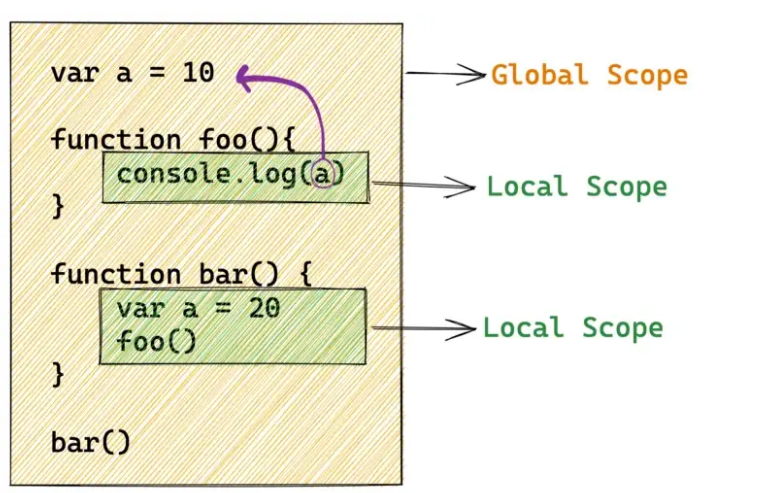 var a = 10
Global Scope
function foo(){
console.log(a)
Local Scope
}
function bar() {
var a = 20
Local Scope
foo()
}
bar()